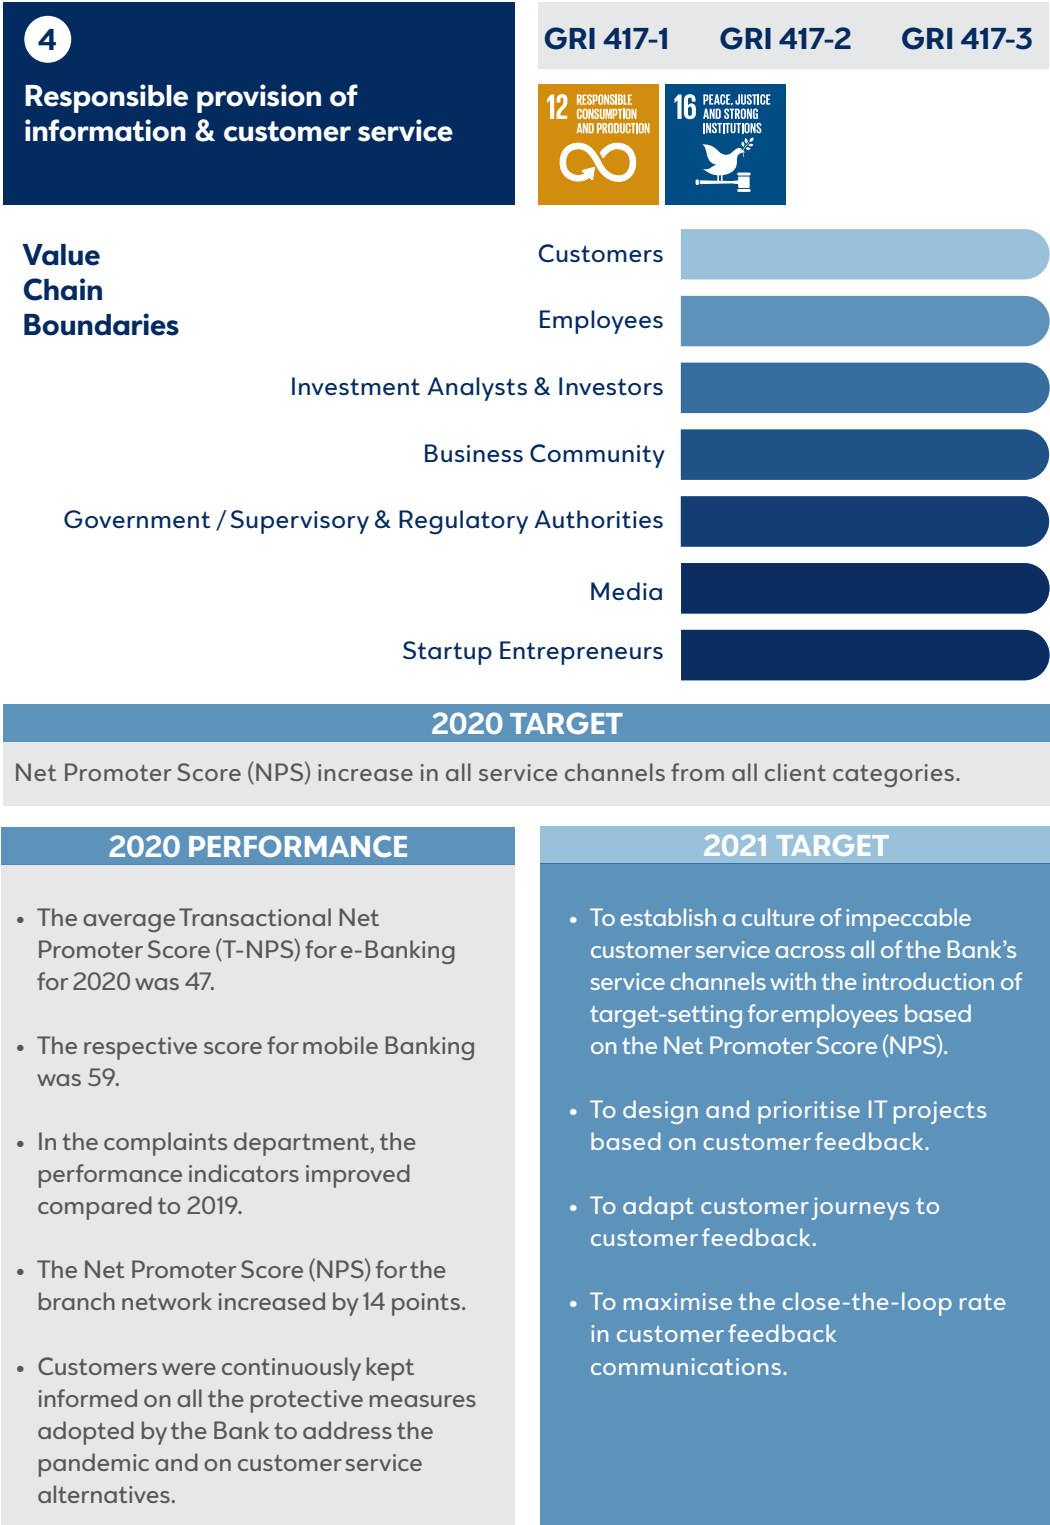 4
Responsible provision of
information & customer service
GRI 417-1 GRI 417-2 GRI 417-3
12 RESPONSIBLE
CONSUMPTION
AND PRODUCTION
16 PEACE, JUSTICE
AND STRONG
INSTITUTIONS
Value
Chain
Boundaries
Customers
Employees
Investment Analysts & Investors
Business Community
Government / Supervisory & Regulatory Authorities
Media
Startup Entrepreneurs
2020 TARGET
Net Promoter Score (NPS) increase in all service channels from all client categories.
2020 PERFORMANCE
• The average Transactional Net
Promoter Score (T-NPS) for e-Banking
for 2020 was 47.
• The respective score for mobile Banking
was 59.
• In the complaints department, the
performance indicators improved
compared to 2019.
• The Net Promoter Score (NPS) for the
branch network increased by 14 points.
• Customers were continuously kept
informed on all the protective measures
adopted by the Bank to address the
pandemic and on customer service
alternatives.
2021 TARGET
• To establish a culture of impeccable
customer service across all of the Bank's
service channels with the introduction of
target-setting for employees based
on the Net Promoter Score (NPS).
• To design and prioritise IT projects
based on customer feedback.
• To adapt customer journeys to
customer feedback.
• To maximise the close-the-loop rate
in customer feedback
communications.